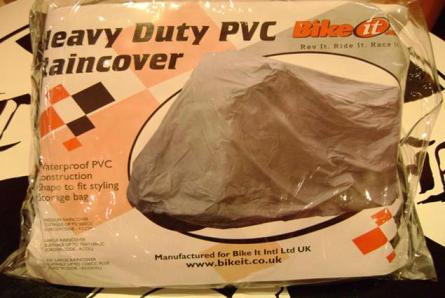 Heavy Duty PVC
Raincover
Bike it
Rev It. Ride It. Race It
Waterproof PVC
Construction
Shape to fit styling
Storage bag
Manufactured for Bike It Intl Ltd UK
www.bikeit.co.uk